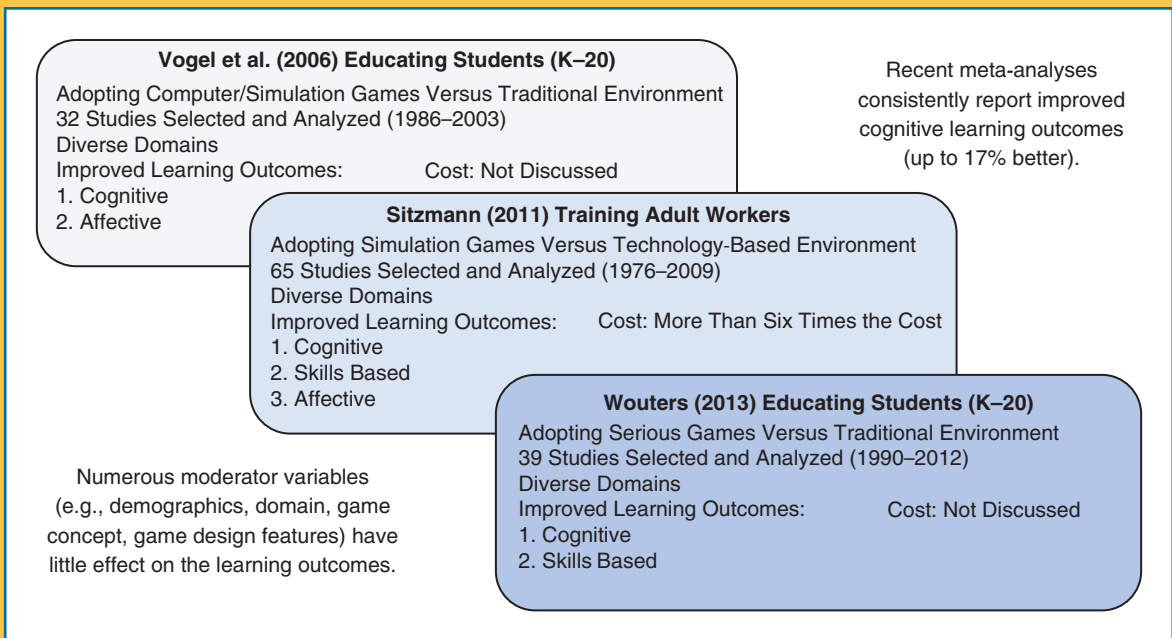 Vogel et al. (2006) Educating Students (K–20)
Adopting Computer/Simulation Games Versus Traditional Environment
32 Studies Selected and Analyzed (1986–2003)
Diverse Domains
Improved Learning Outcomes: Cost: Not Discussed
1. Cognitive
2. Affective
Recent meta-analyses
consistently report improved
cognitive learning outcomes
(up to 17% better).
Sitzmann (2011) Training Adult Workers
Adopting Simulation Games Versus Technology-Based Environment
65 Studies Selected and Analyzed (1976–2009)
Diverse Domains
Improved Learning Outcomes: Cost: More Than Six Times the Cost
1. Cognitive
2. Skills Based
3. Affective
Wouters (2013) Educating Students (K–20)
Adopting Serious Games Versus Traditional Environment
39 Studies Selected and Analyzed (1990–2012)
Diverse Domains
Improved Learning Outcomes: Cost: Not Discussed
1. Cognitive
2. Skills Based
Numerous moderator variables
(e.g., demographics, domain, game
concept, game design features) have
little effect on the learning outcomes.